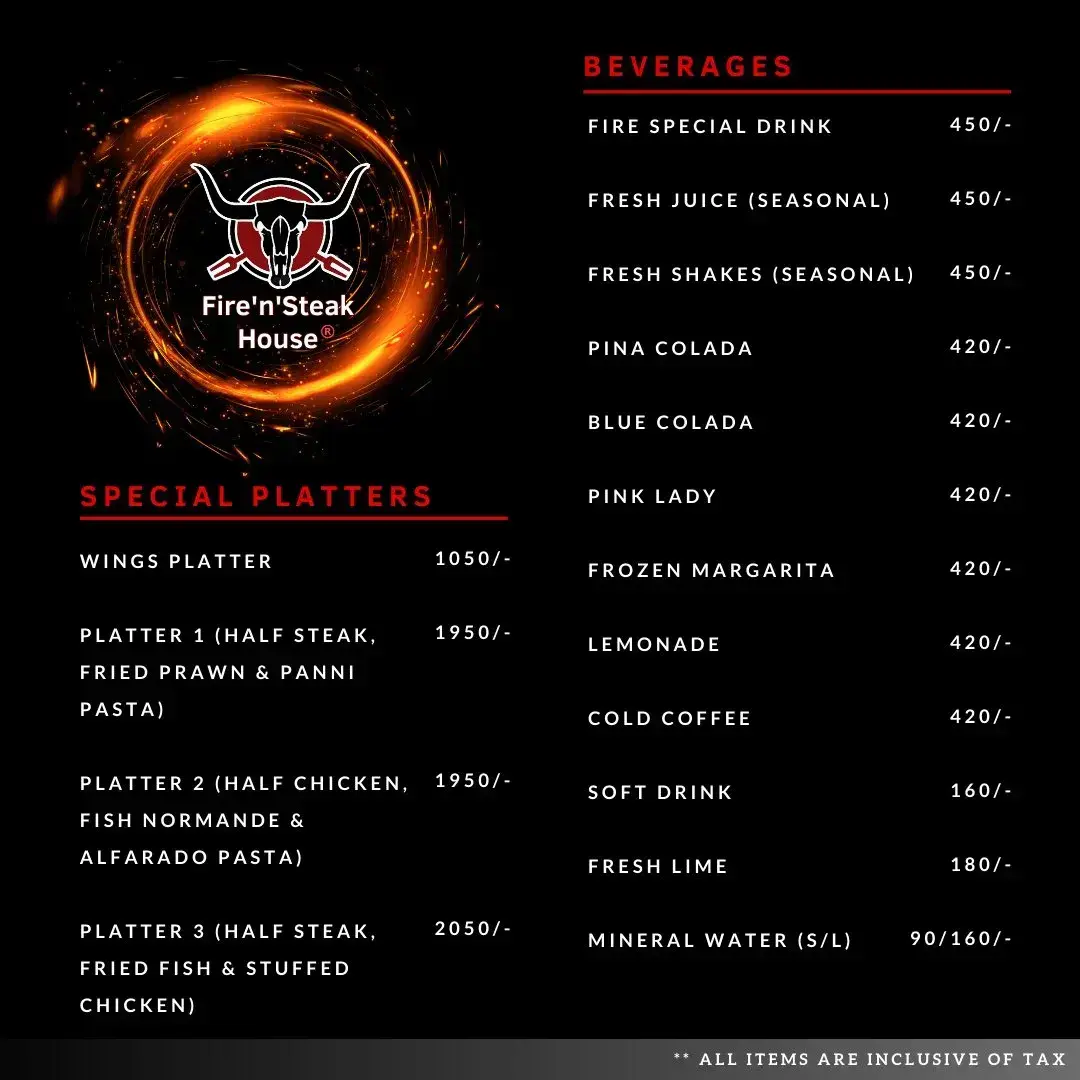 Fire'n'Steak
House®
SPECIAL PLATTERS
WINGS PLATTER 1050/-
PLATTER 1 (HALF STEAK, 1950/-
FRIED PRAWN & PANNI
PASTA)
PLATTER 2 (HALF CHICKEN, 1950/-
FISH NORMANDE &
ALFARADO PASTA)
PLATTER 3 (HALF STEAK, 2050/-
FRIED FISH & STUFFED
CHICKEN)
BEVERAGES
FIRE SPECIAL DRINK 450/-
FRESH JUICE (SEASONAL) 450/-
FRESH SHAKES (SEASONAL) 450/-
PINA COLADA 420/-
BLUE COLADA 420/-
PINK LADY 420/-
FROZEN MARGARITA 420/-
LEMONADE 420/-
COLD COFFEE 420/-
SOFT DRINK 160/-
FRESH LIME 180/-
MINERAL WATER (S/L) 90/160/-
** ALL ITEMS ARE INCLUSIVE OF TAX